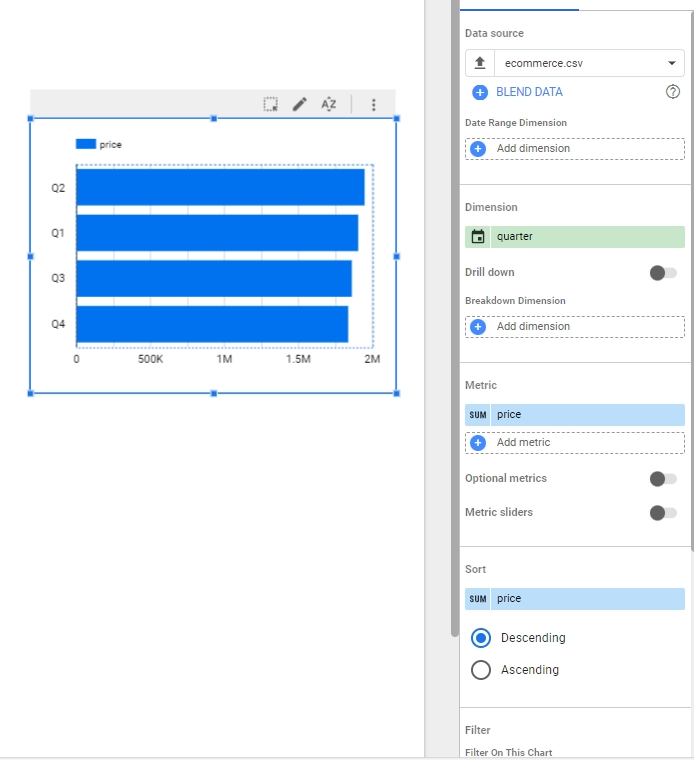 AZ
price
Q2
Q1
Q3
Q4
0 500K 1M 1.5M 2M
Data source
ecommerce.csv
BLEND DATA
Date Range Dimension
Add dimension
Dimension
quarter
Drill down
Breakdown Dimension
Add dimension
Metric
SUM price
Add metric
Optional metrics
Metric sliders
Sort
SUM price
Descending
Ascending
Filter
Filter On This Chart